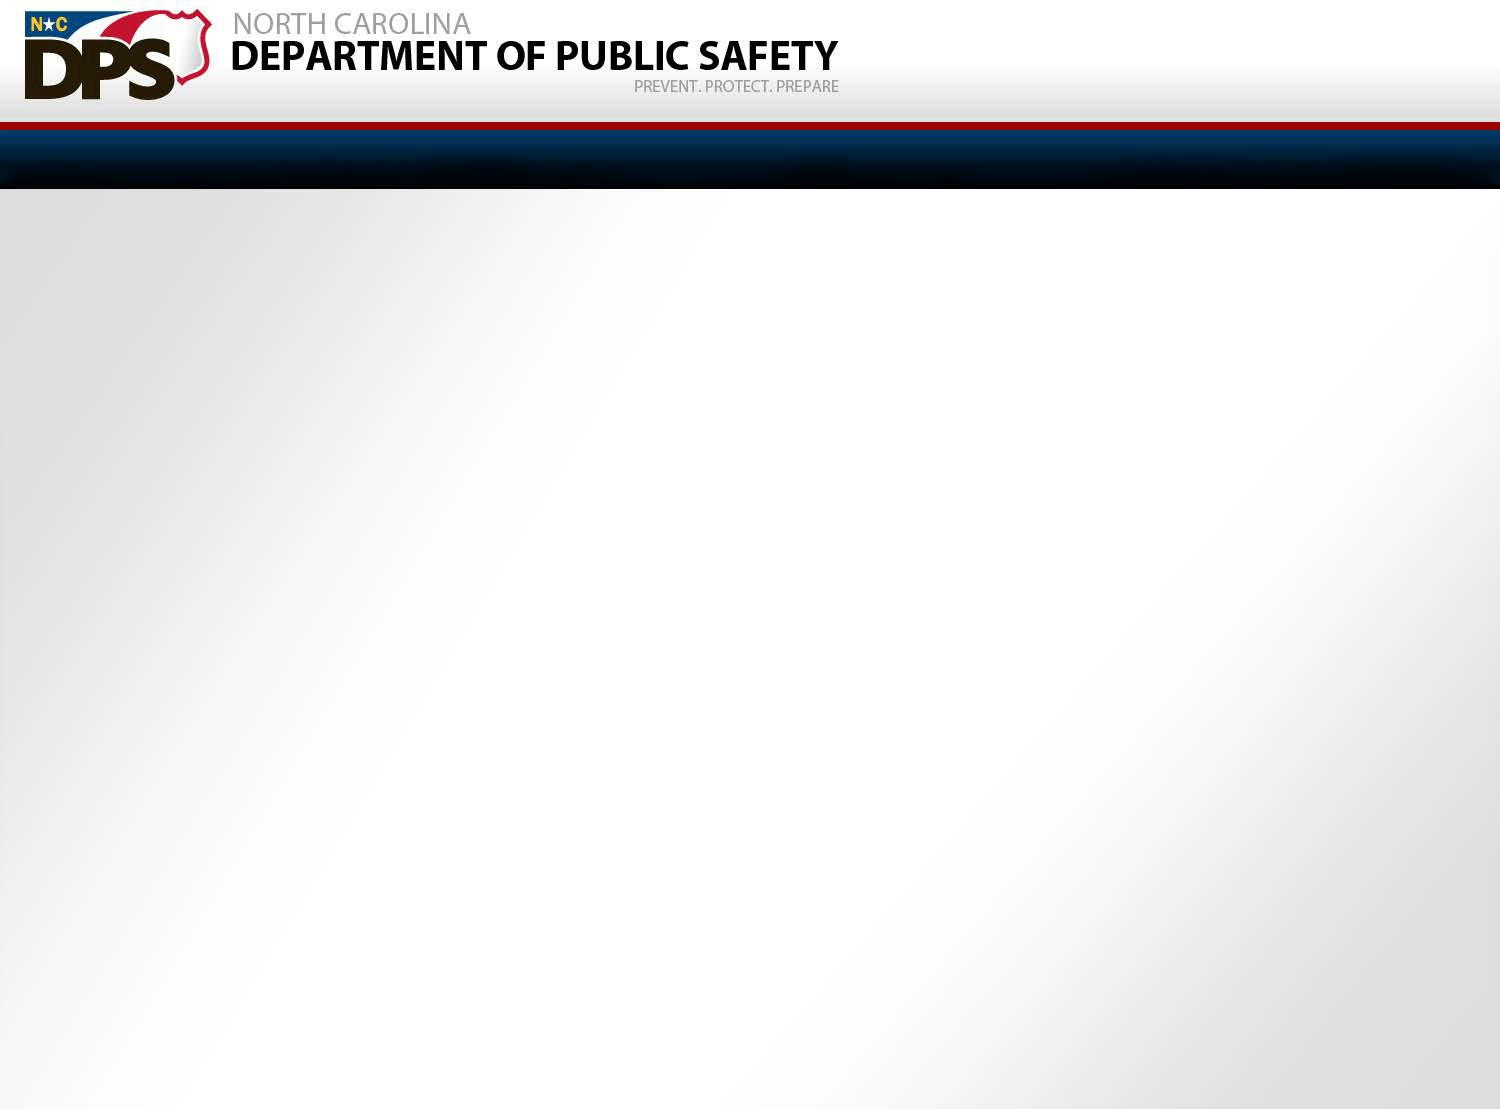 N★C
DPS
NORTH CAROLINA
DEPARTMENT OF PUBLIC SAFETY
PREVENT. PROTECT. PREPARE